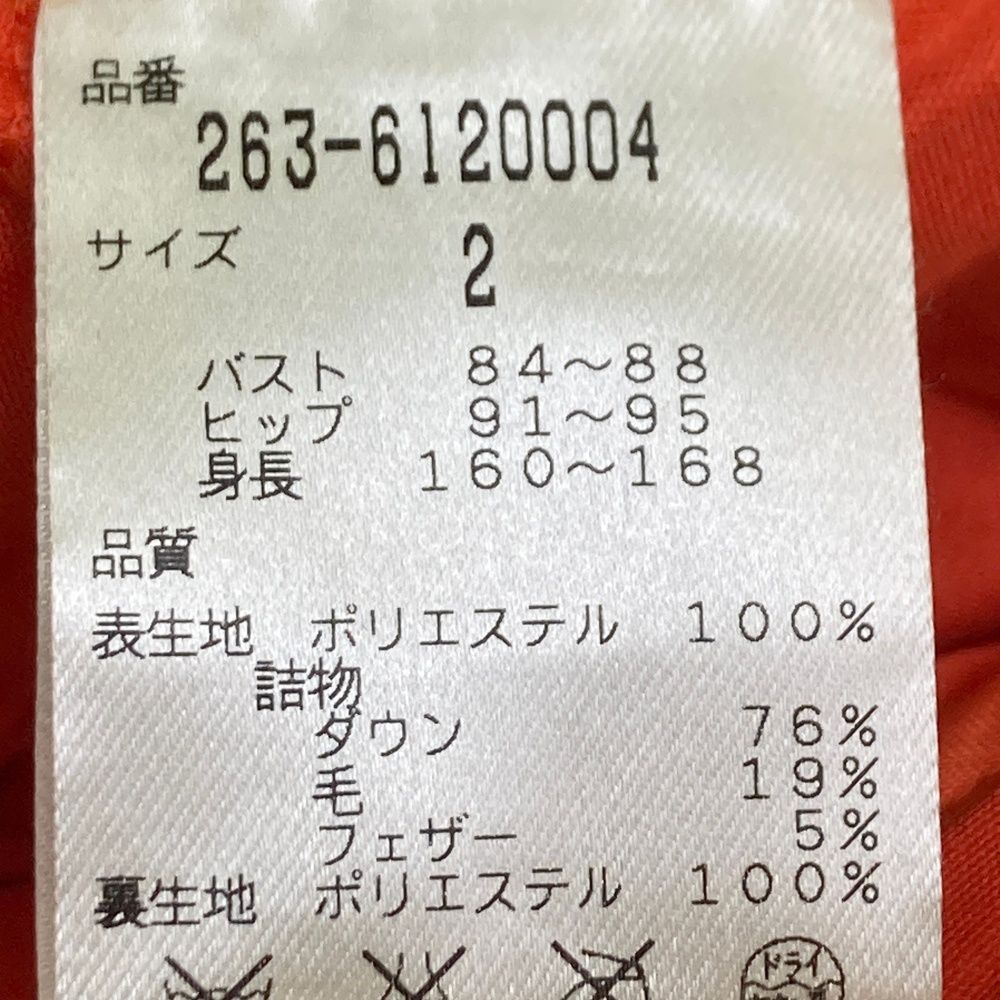 品番
263-6120004
サイズ 2
バスト 84〜88
ヒップ 91〜95
身長 160〜168
品質
表生地 ポリエステル 100%
詰物
ダウン 76%
毛 19%
フェザー 5%
裏生地 ポリエステル 100%
ドライ